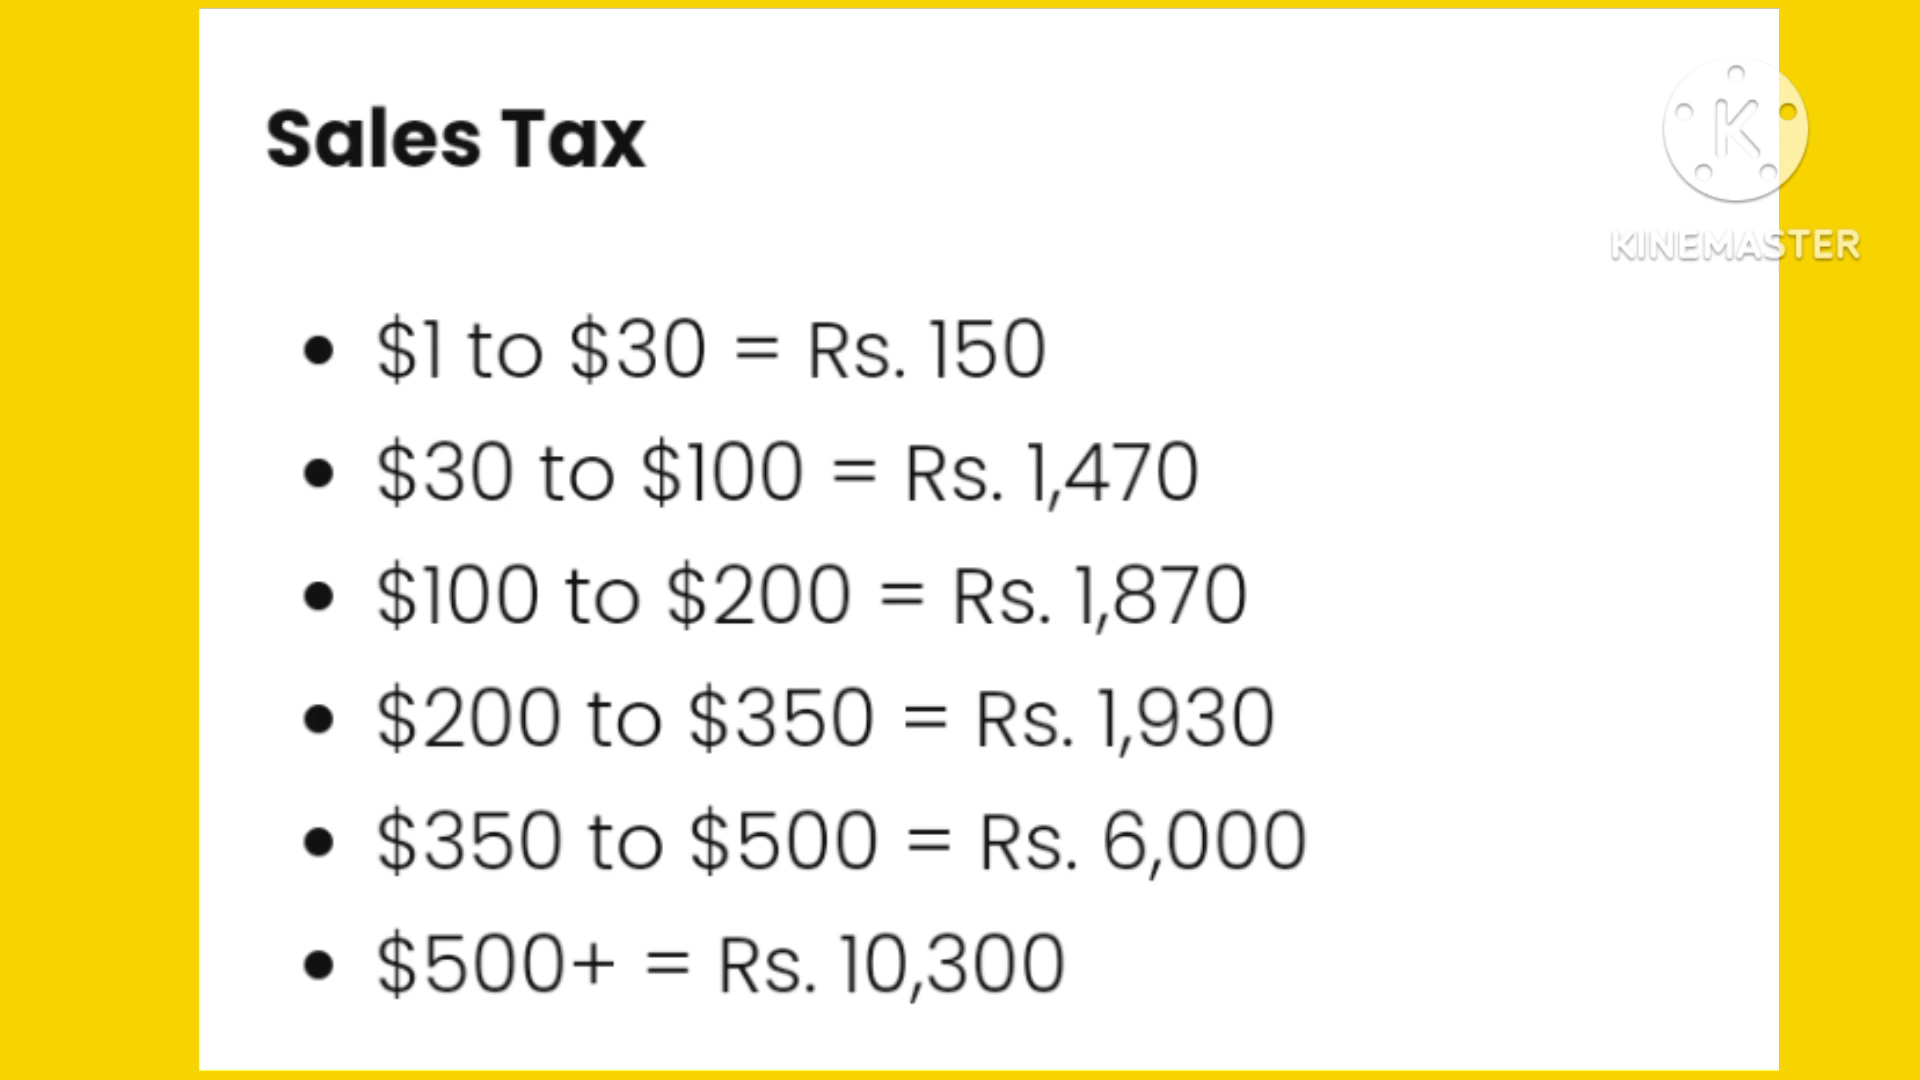 Sales Tax
K
KINEMASTER
• $1 to $30 = Rs. 150
• $30 to $100 = Rs. 1,470
• $100 to $200 = Rs. 1,870
• $200 to $350 = Rs. 1,930
• $350 to $500 = Rs. 6,000
• $500+ = Rs. 10,300